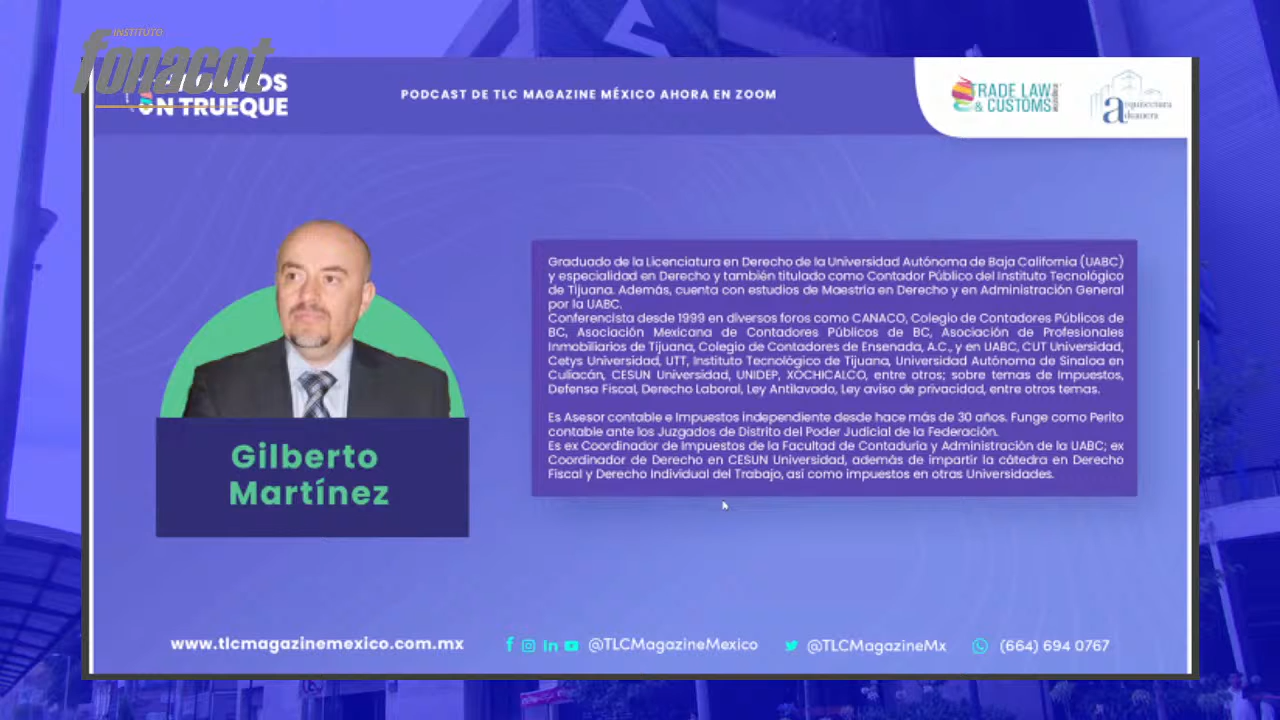 INSTITUTO
fonacot
UN TRUEQUE
PODCAST DE TLC MAGAZINE MÉXICO AHORA EN ZOOM
TRADE LAW
& CUSTOMS
arquitectura
aduanera
Graduado de la Licenciatura en Derecho de la Universidad Autónoma de Baja California (UABC)
y especialidad en Derecho y también titulado como Contador Público del Instituto Tecnológico
de Tijuana. Además, cuenta con estudios de Maestría en Derecho y en Administración General
por la UABC.
Conferencista desde 1999 en diversos foros como CANACO, Colegio de Contadores Públicos de
BC, Asociación Mexicana de Contadores Públicos de BC, Asociación de Profesionales
Inmobiliarios de Tijuana, Colegio de Contadores de Ensenada, A.C., y en UABC, CUT Universidad,
Cetys Universidad, UTT, Instituto Tecnológico de Tijuana, Universidad Autónoma de Sinaloa en
Culiacán, CESUN Universidad, UNIDEP, XOCHICALCO, entre otros; sobre temas de Impuestos,
Defensa Fiscal, Derecho Laboral, Ley Antilavado, Ley aviso de privacidad, entre otros temas.
Es Asesor contable e Impuestos independiente desde hace más de 30 años. Funge como Perito
contable ante los Juzgados de Distrito del Poder Judicial de la Federación.
Es ex Coordinador de Impuestos de la Facultad de Contaduría y Administración de la UABC; ex
Coordinador de Derecho en CESUN Universidad, además de impartir la cátedra en Derecho
Fiscal y Derecho Individual del Trabajo, así como impuestos en otras Universidades.
Gilberto
Martínez
www.tlcmagazinemexico.com.mx
@TLCMagazineMexico
@TLCMagazineMx
(664) 694 0767